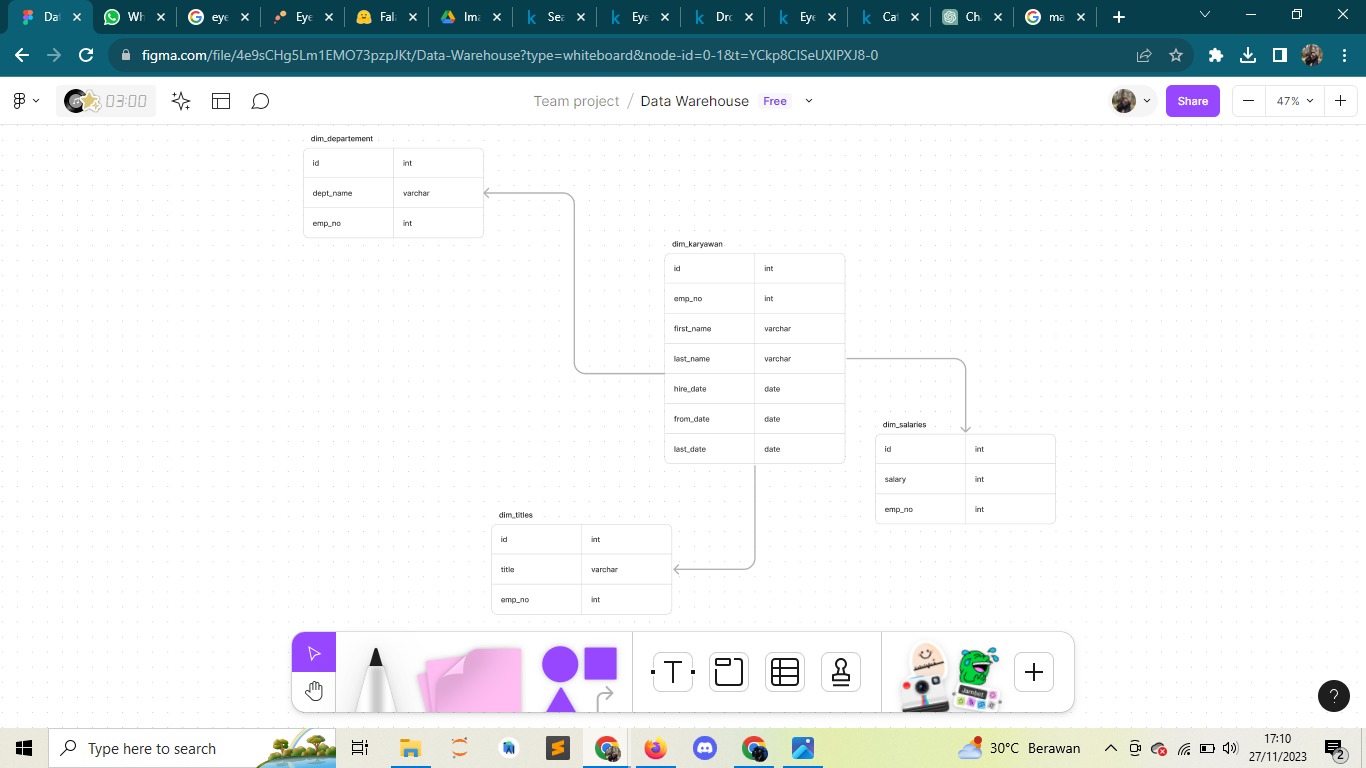 Dat
Wh
eye
Eye
Fala
Ima
Sea
Eye
Dro
Eye
Cat
Cha
ma
figma.com/file/4e9sCHg5Lm1EMO73pzpJKt/Data-Warehouse?type=whiteboard&node-id=0-1&t=YCkp8CISeUXlPXJ8-0
03:00
Team project / Data Warehouse Free
Share
47%
dim_departement
id int
dept_name varchar
emp_no int
dim_karyawan
id int
emp_no int
first_name varchar
last_name varchar
hire_date date
from_date date
last_date date
dim_salaries
id int
salary int
emp_no int
dim_titles
id int
title varchar
emp_no int
T
Jambot
?
Type here to search
30°C Berawan
17:10
27/11/2023
2